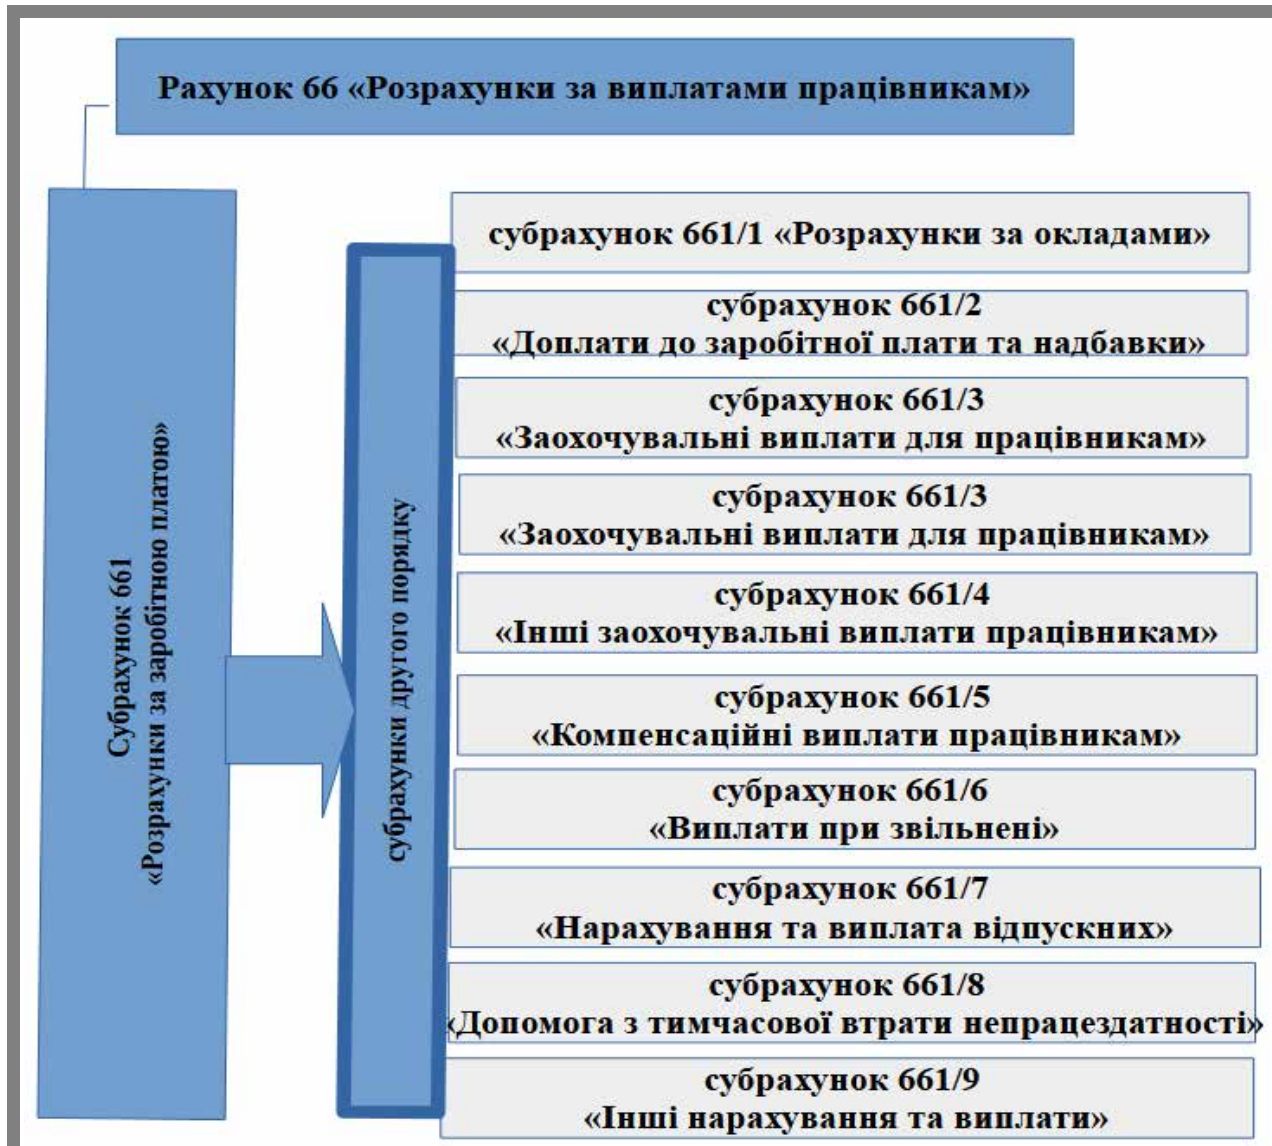 Рахунок 66 «Розрахунки за виплатами працівникам»
Субрахунок 661
«Розрахунки за заробітною платою»
субрахунки другого порядку
субрахунок 661/1 «Розрахунки за окладами»
субрахунок 661/2
«Доплати до заробітної плати та надбавки»
субрахунок 661/3
«Заохочувальні виплати для працівникам»
субрахунок 661/3
«Заохочувальні виплати для працівникам»
субрахунок 661/4
«Інші заохочувальні виплати працівникам»
субрахунок 661/5
«Компенсаційні виплати працівникам»
субрахунок 661/6
«Виплати при звільнені»
субрахунок 661/7
«Нарахування та виплата відпускних»
субрахунок 661/8
«Допомога з тимчасової втрати непрацездатності»
субрахунок 661/9
«Інші нарахування та виплати»